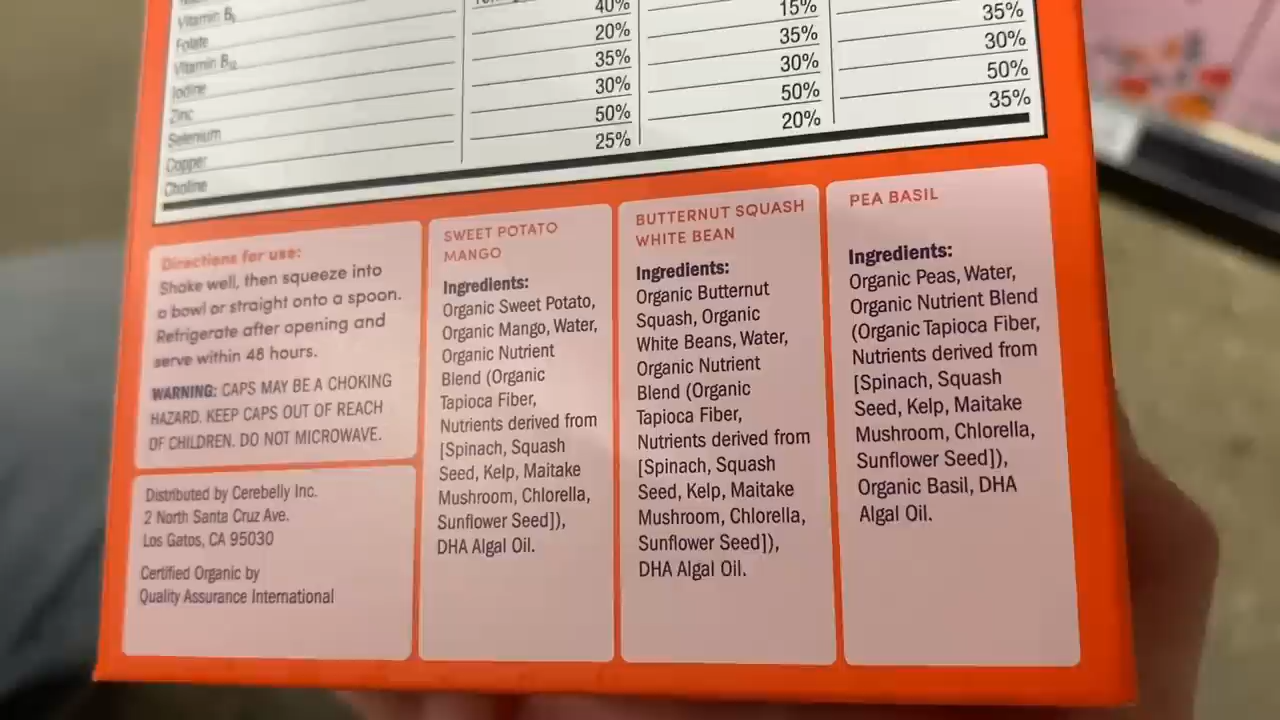 Vitamin B6
Folate
Vitamin B12
Iodine
Zinc
Selenium
Copper
Choline
40% 15% 35%
20% 35% 30%
35% 30% 50%
30% 50% 35%
50% 20%
25%
Directions for use:
Shake well, then squeeze into
a bowl or straight onto a spoon.
Refrigerate after opening and
serve within 48 hours.
WARNING: CAPS MAY BE A CHOKING
HAZARD. KEEP CAPS OUT OF REACH
OF CHILDREN. DO NOT MICROWAVE.
Distributed by Cerebelly Inc.
2 North Santa Cruz Ave.
Los Gatos, CA 95030
Certified Organic by
Quality Assurance International
SWEET POTATO
MANGO
Ingredients:
Organic Sweet Potato,
Organic Mango, Water,
Organic Nutrient
Blend (Organic
Tapioca Fiber,
Nutrients derived from
[Spinach, Squash
Seed, Kelp, Maitake
Mushroom, Chlorella,
Sunflower Seed]),
DHA Algal Oil.
BUTTERNUT SQUASH
WHITE BEAN
Ingredients:
Organic Butternut
Squash, Organic
White Beans, Water,
Organic Nutrient
Blend (Organic
Tapioca Fiber,
Nutrients derived from
[Spinach, Squash
Seed, Kelp, Maitake
Mushroom, Chlorella,
Sunflower Seed]),
DHA Algal Oil.
PEA BASIL
Ingredients:
Organic Peas, Water,
Organic Nutrient Blend
(Organic Tapioca Fiber,
Nutrients derived from
[Spinach, Squash
Seed, Kelp, Maitake
Mushroom, Chlorella,
Sunflower Seed]),
Organic Basil, DHA
Algal Oil.